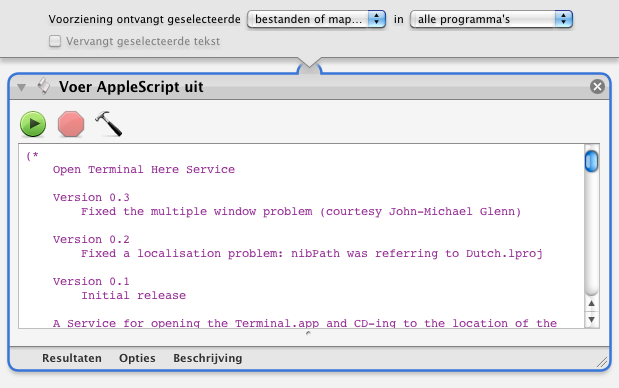 Voorziening ontvangt geselecteerde bestanden of map... in alle programma's
Vervangt geselecteerde tekst
Voer AppleScript uit
(*
Open Terminal Here Service
Version 0.3
Fixed the multiple window problem (courtesy John-Michael Glenn)
Version 0.2
Fixed a localisation problem: nibPath was referring to Dutch.lproj
Version 0.1
Initial release
A Service for opening the Terminal.app and CD-ing to the location of the
Resultaten Opties Beschrijving